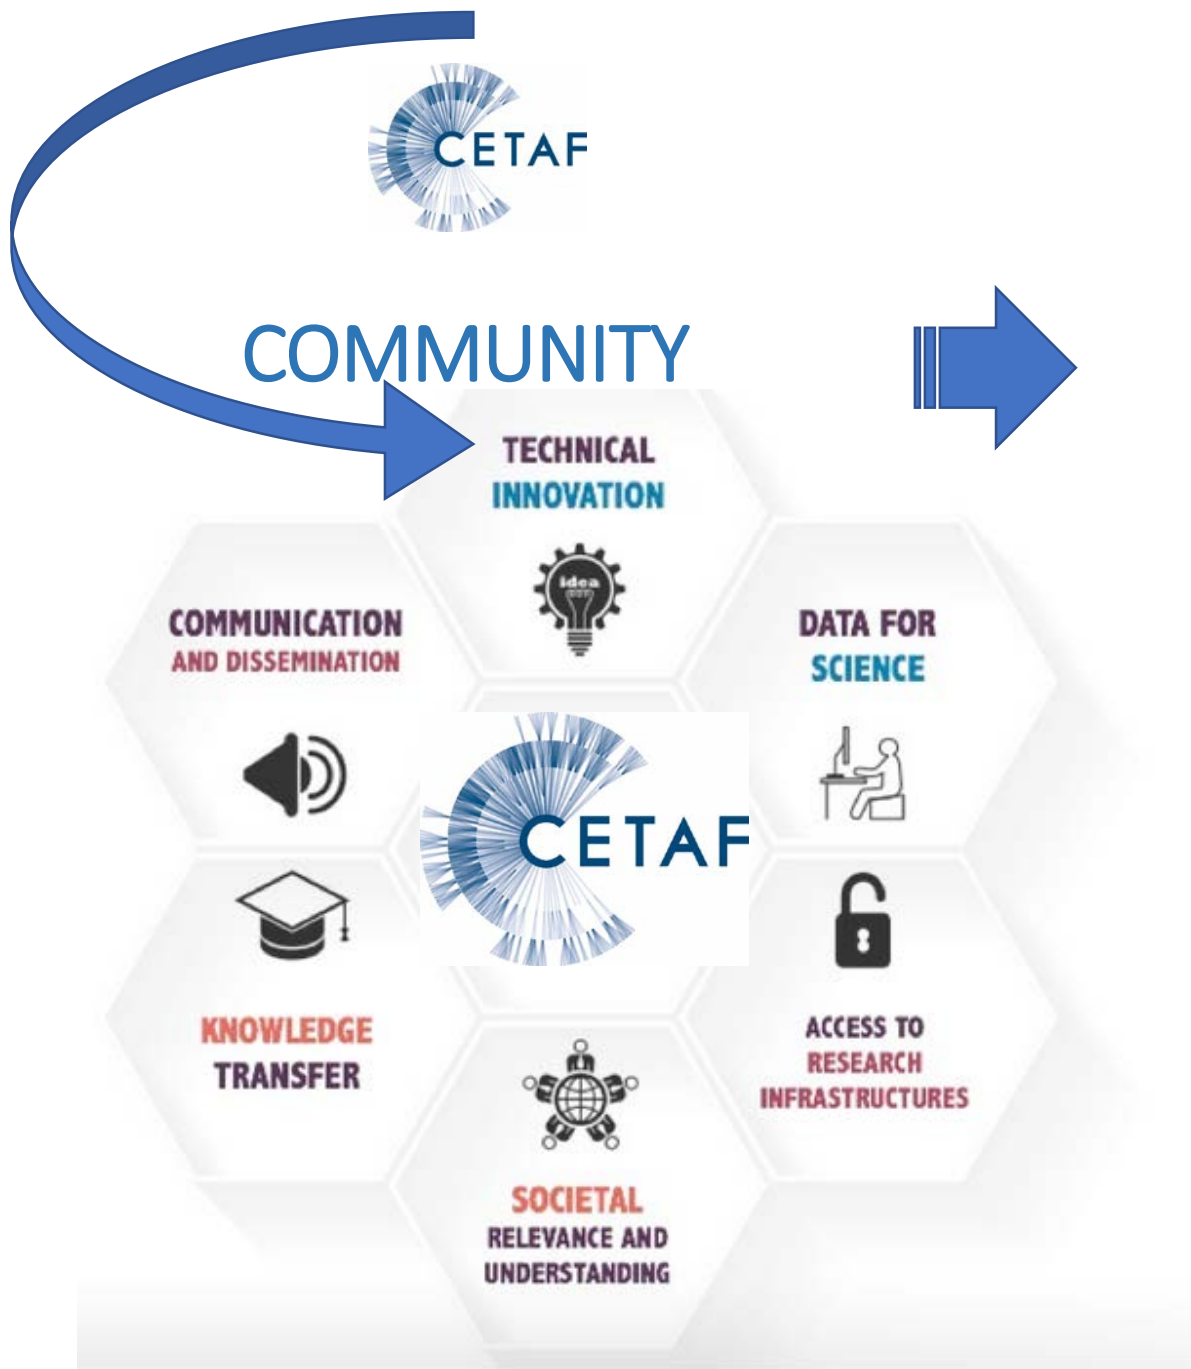 CETAF
COMMUNITY
TECHNICAL
INNOVATION
idea
COMMUNICATION
AND DISSEMINATION
DATA FOR
SCIENCE
CETAF
KNOWLEDGE
TRANSFER
ACCESS TO
RESEARCH
INFRASTRUCTURES
SOCIETAL
RELEVANCE AND
UNDERSTANDING